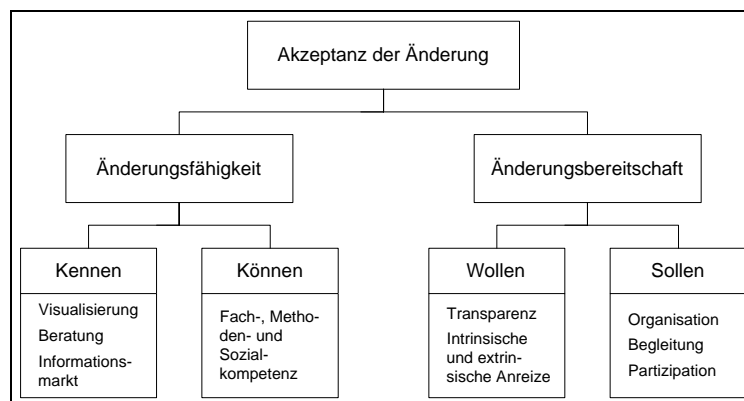 Akzeptanz der Änderung
Änderungsfähigkeit
Änderungsbereitschaft
Kennen
Visualisierung
Beratung
Informations-
markt
Können
Fach-, Metho-
den- und
Sozial-
kompetenz
Wollen
Transparenz
Intrinsische
und extrin-
sische Anreize
Sollen
Organisation
Begleitung
Partizipation